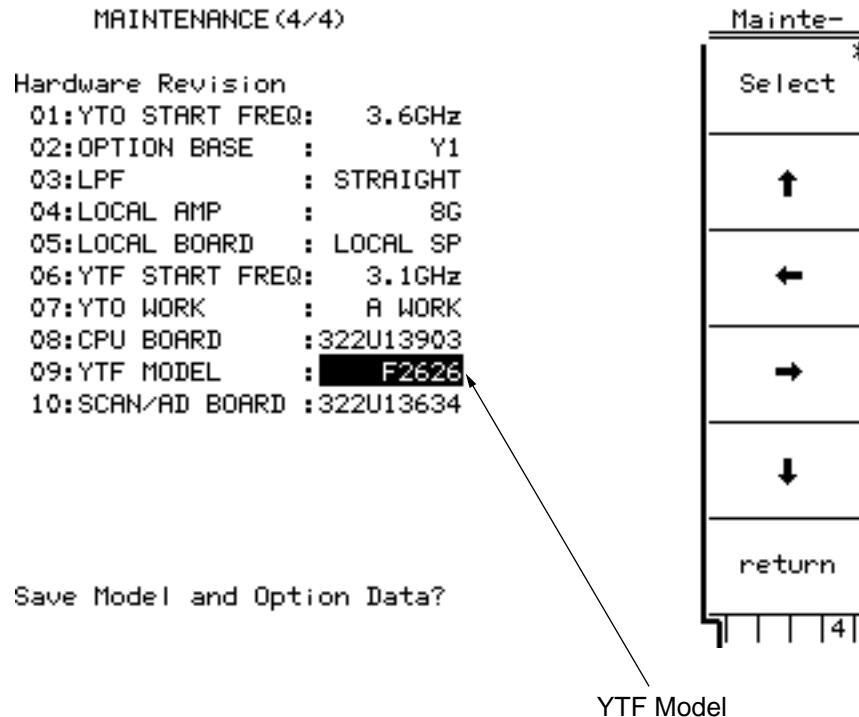 MAINTENANCE(4/4)
Hardware Revision
01:YTO START FREQ: 3.6GHz
02:OPTION BASE : Y1
03:LPF : STRAIGHT
04:LOCAL AMP : 8G
05:LOCAL BOARD : LOCAL SP
06:YTF START FREQ: 3.1GHz
07:YTO WORK : A WORK
08:CPU BOARD :322U13903
09:YTF MODEL : F2626
10:SCAN/AD BOARD :322U13634
Save Model and Option Data?
Mainte-
*
Select
↑
←
→
↓
return
4
YTF Model